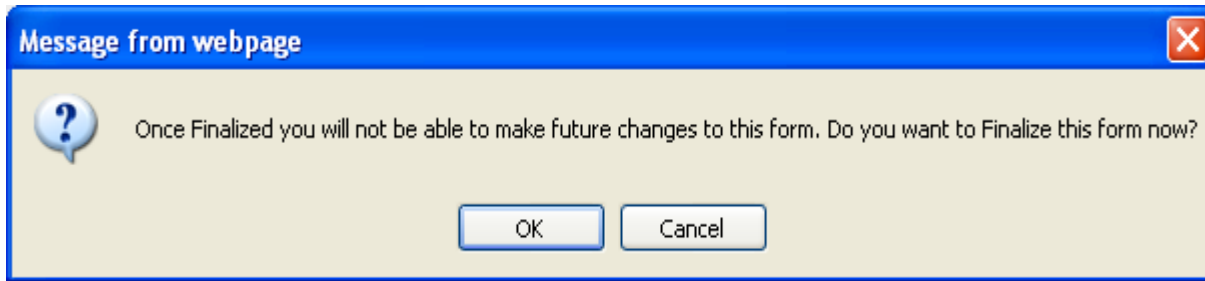 Message from webpage
Once Finalized you will not be able to make future changes to this form. Do you want to Finalize this form now?
OK
Cancel